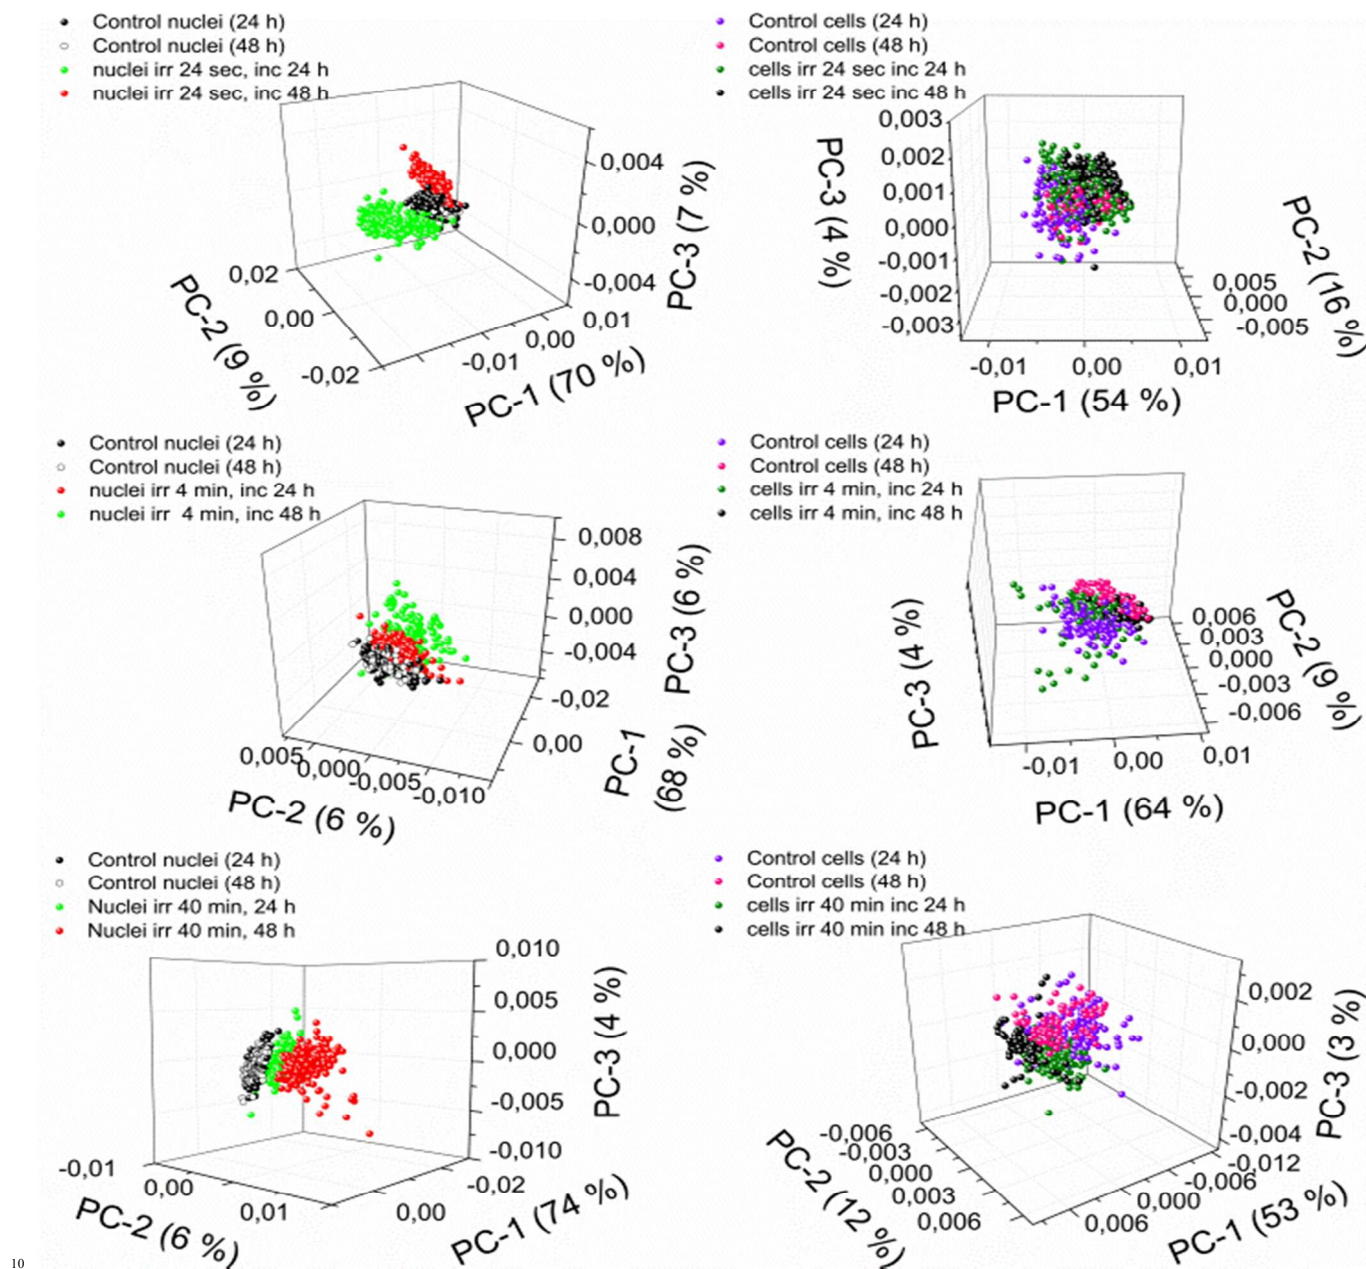 Control nuclei (24 h)
Control nuclei (48 h)
nuclei irr 24 sec, inc 24 h
nuclei irr 24 sec, inc 48 h
0,004
0,000
-0,004
PC-3 (7 %)
0,02
0,00
-0,02
PC-2 (9 %)
-0,01
0,00
0,01
PC-1 (70 %)
Control cells (24 h)
Control cells (48 h)
cells irr 24 sec inc 24 h
cells irr 24 sec inc 48 h
0,003
0,002
0,001
0,000
-0,001
-0,002
-0,003
PC-3 (4 %)
0,005
0,000
-0,005
PC-2 (16 %)
-0,01
0,00
0,01
PC-1 (54 %)
Control nuclei (24 h)
Control nuclei (48 h)
nuclei irr 4 min, inc 24 h
nuclei irr 4 min, inc 48 h
0,008
0,004
0,000
-0,004
PC-3 (6 %)
-0,02
0,00
PC-1
(68 %)
0,005
0,000
-0,005
-0,010
PC-2 (6 %)
Control cells (24 h)
Control cells (48 h)
cells irr 4 min, inc 24 h
cells irr 4 min, inc 48 h
PC-3 (4 %)
0,006
0,003
0,000
-0,003
-0,006
PC-2 (9 %)
-0,01
0,00
0,01
PC-1 (64 %)
Control nuclei (24 h)
Control nuclei (48 h)
Nuclei irr 40 min, 24 h
Nuclei irr 40 min, 48 h
0,010
0,005
0,000
-0,005
-0,010
PC-3 (4 %)
-0,01
0,00
0,01
PC-2 (6 %)
-0,02
0,00
PC-1 (74 %)
Control cells (24 h)
Control cells (48 h)
cells irr 40 min inc 24 h
cells irr 40 min inc 48 h
0,002
0,000
-0,002
-0,004
PC-3 (3 %)
-0,006
-0,003
0,000
0,003
0,006
PC-2 (12 %)
-0,012
-0,006
0,000
0,006
PC-1 (53 %)
10